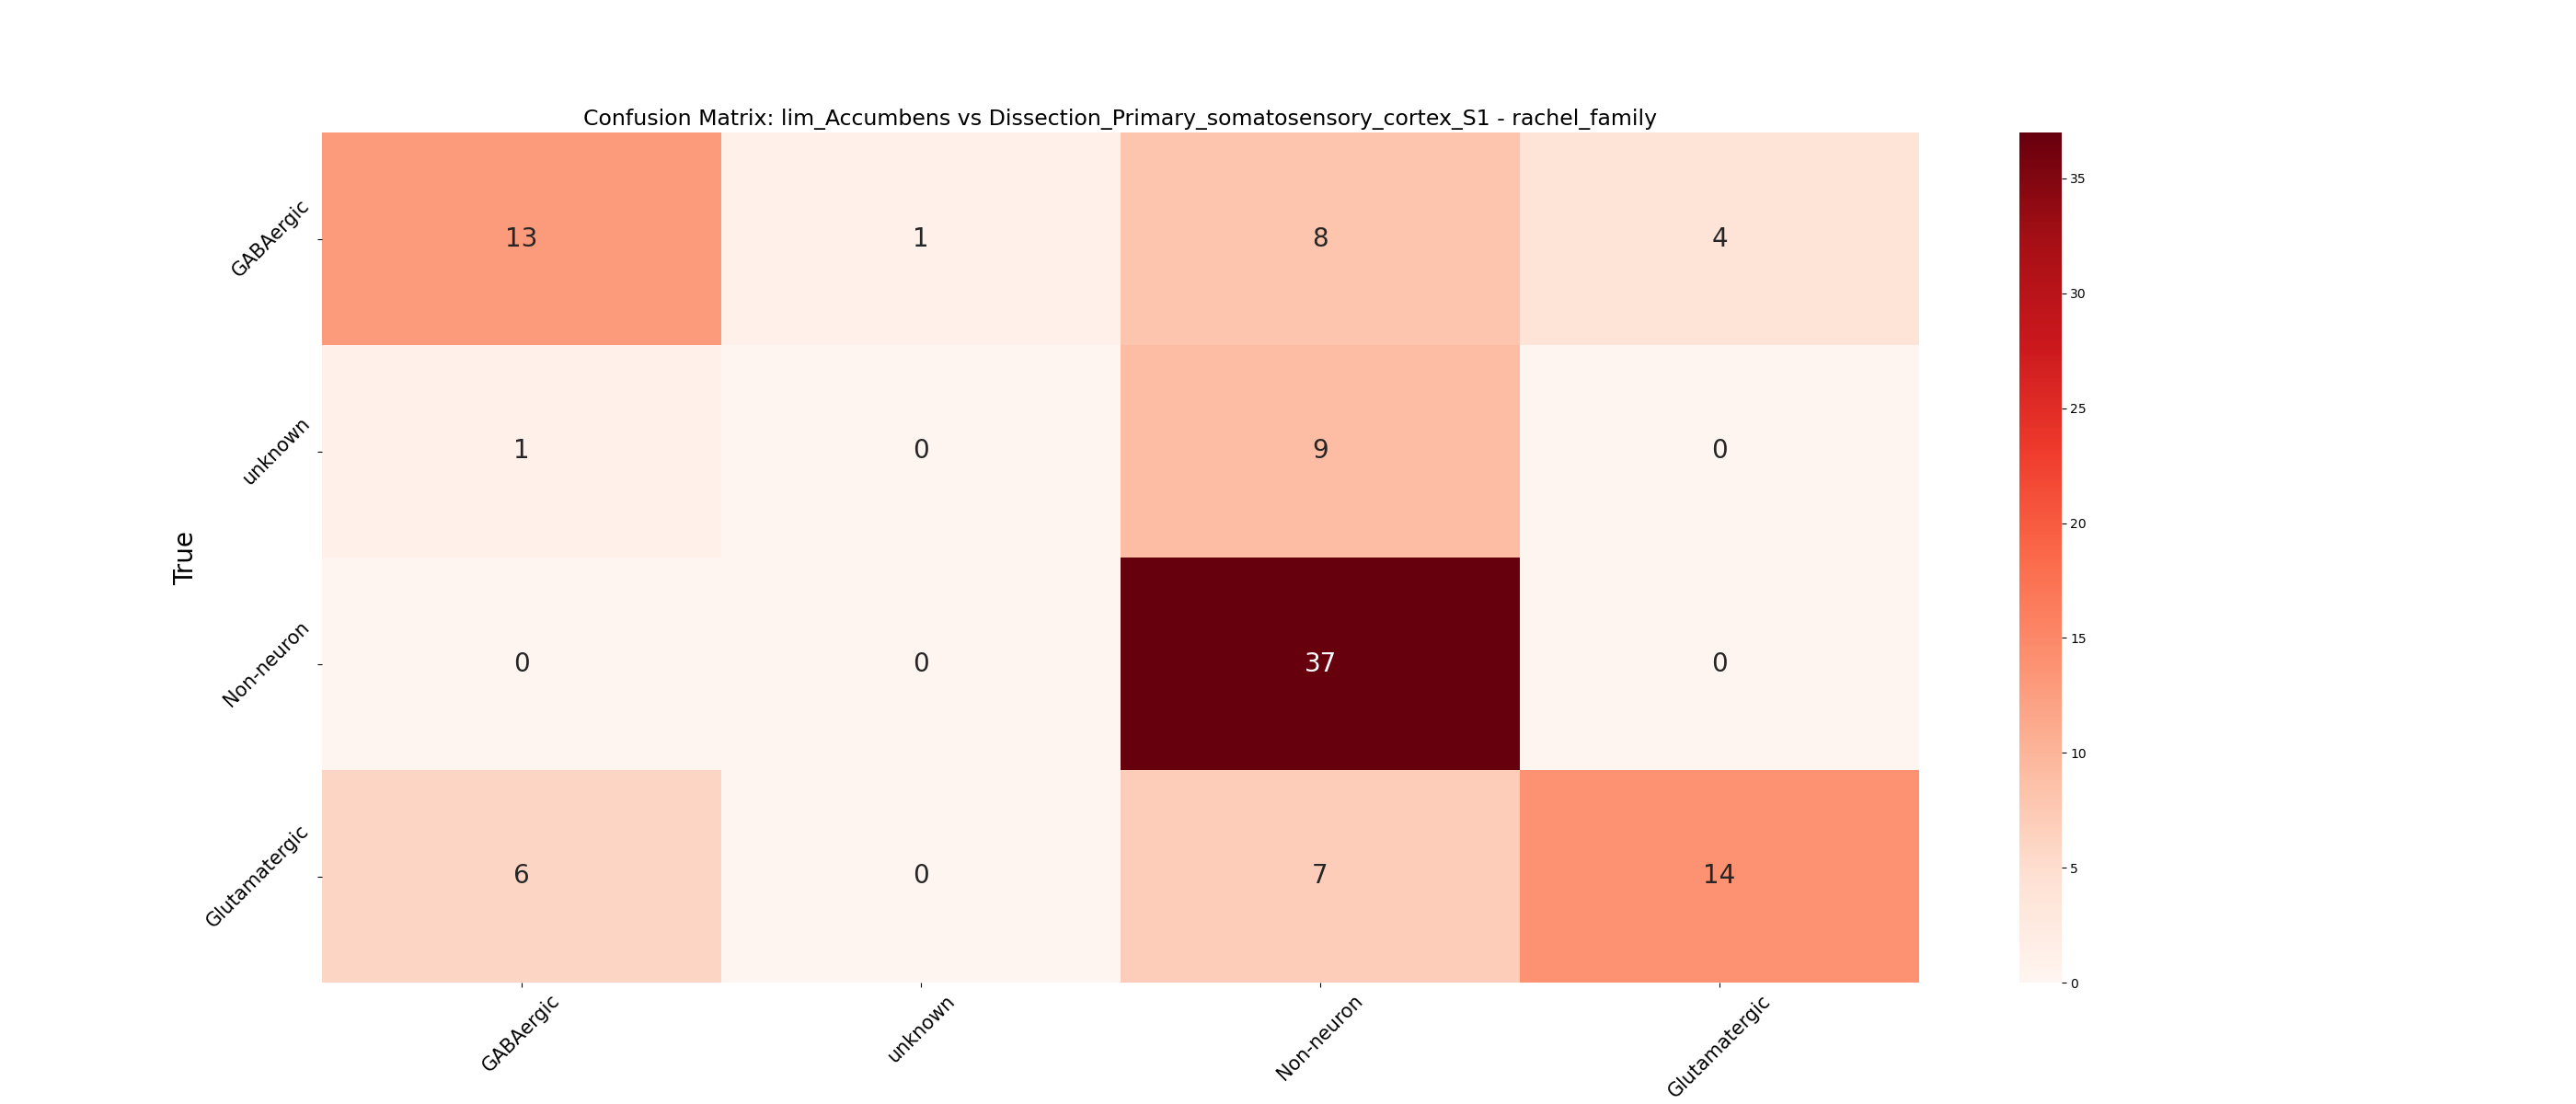 Confusion Matrix: lim_Accumbens vs Dissection_Primary_somatosensory_cortex_S1 - rachel_family
True
GABAergic 13 1 8 4
unknown 1 0 9 0
Non-neuron 0 0 37 0
Glutamatergic 6 0 7 14
GABAergic unknown Non-neuron Glutamatergic
35
30
25
20
15
10
5
0